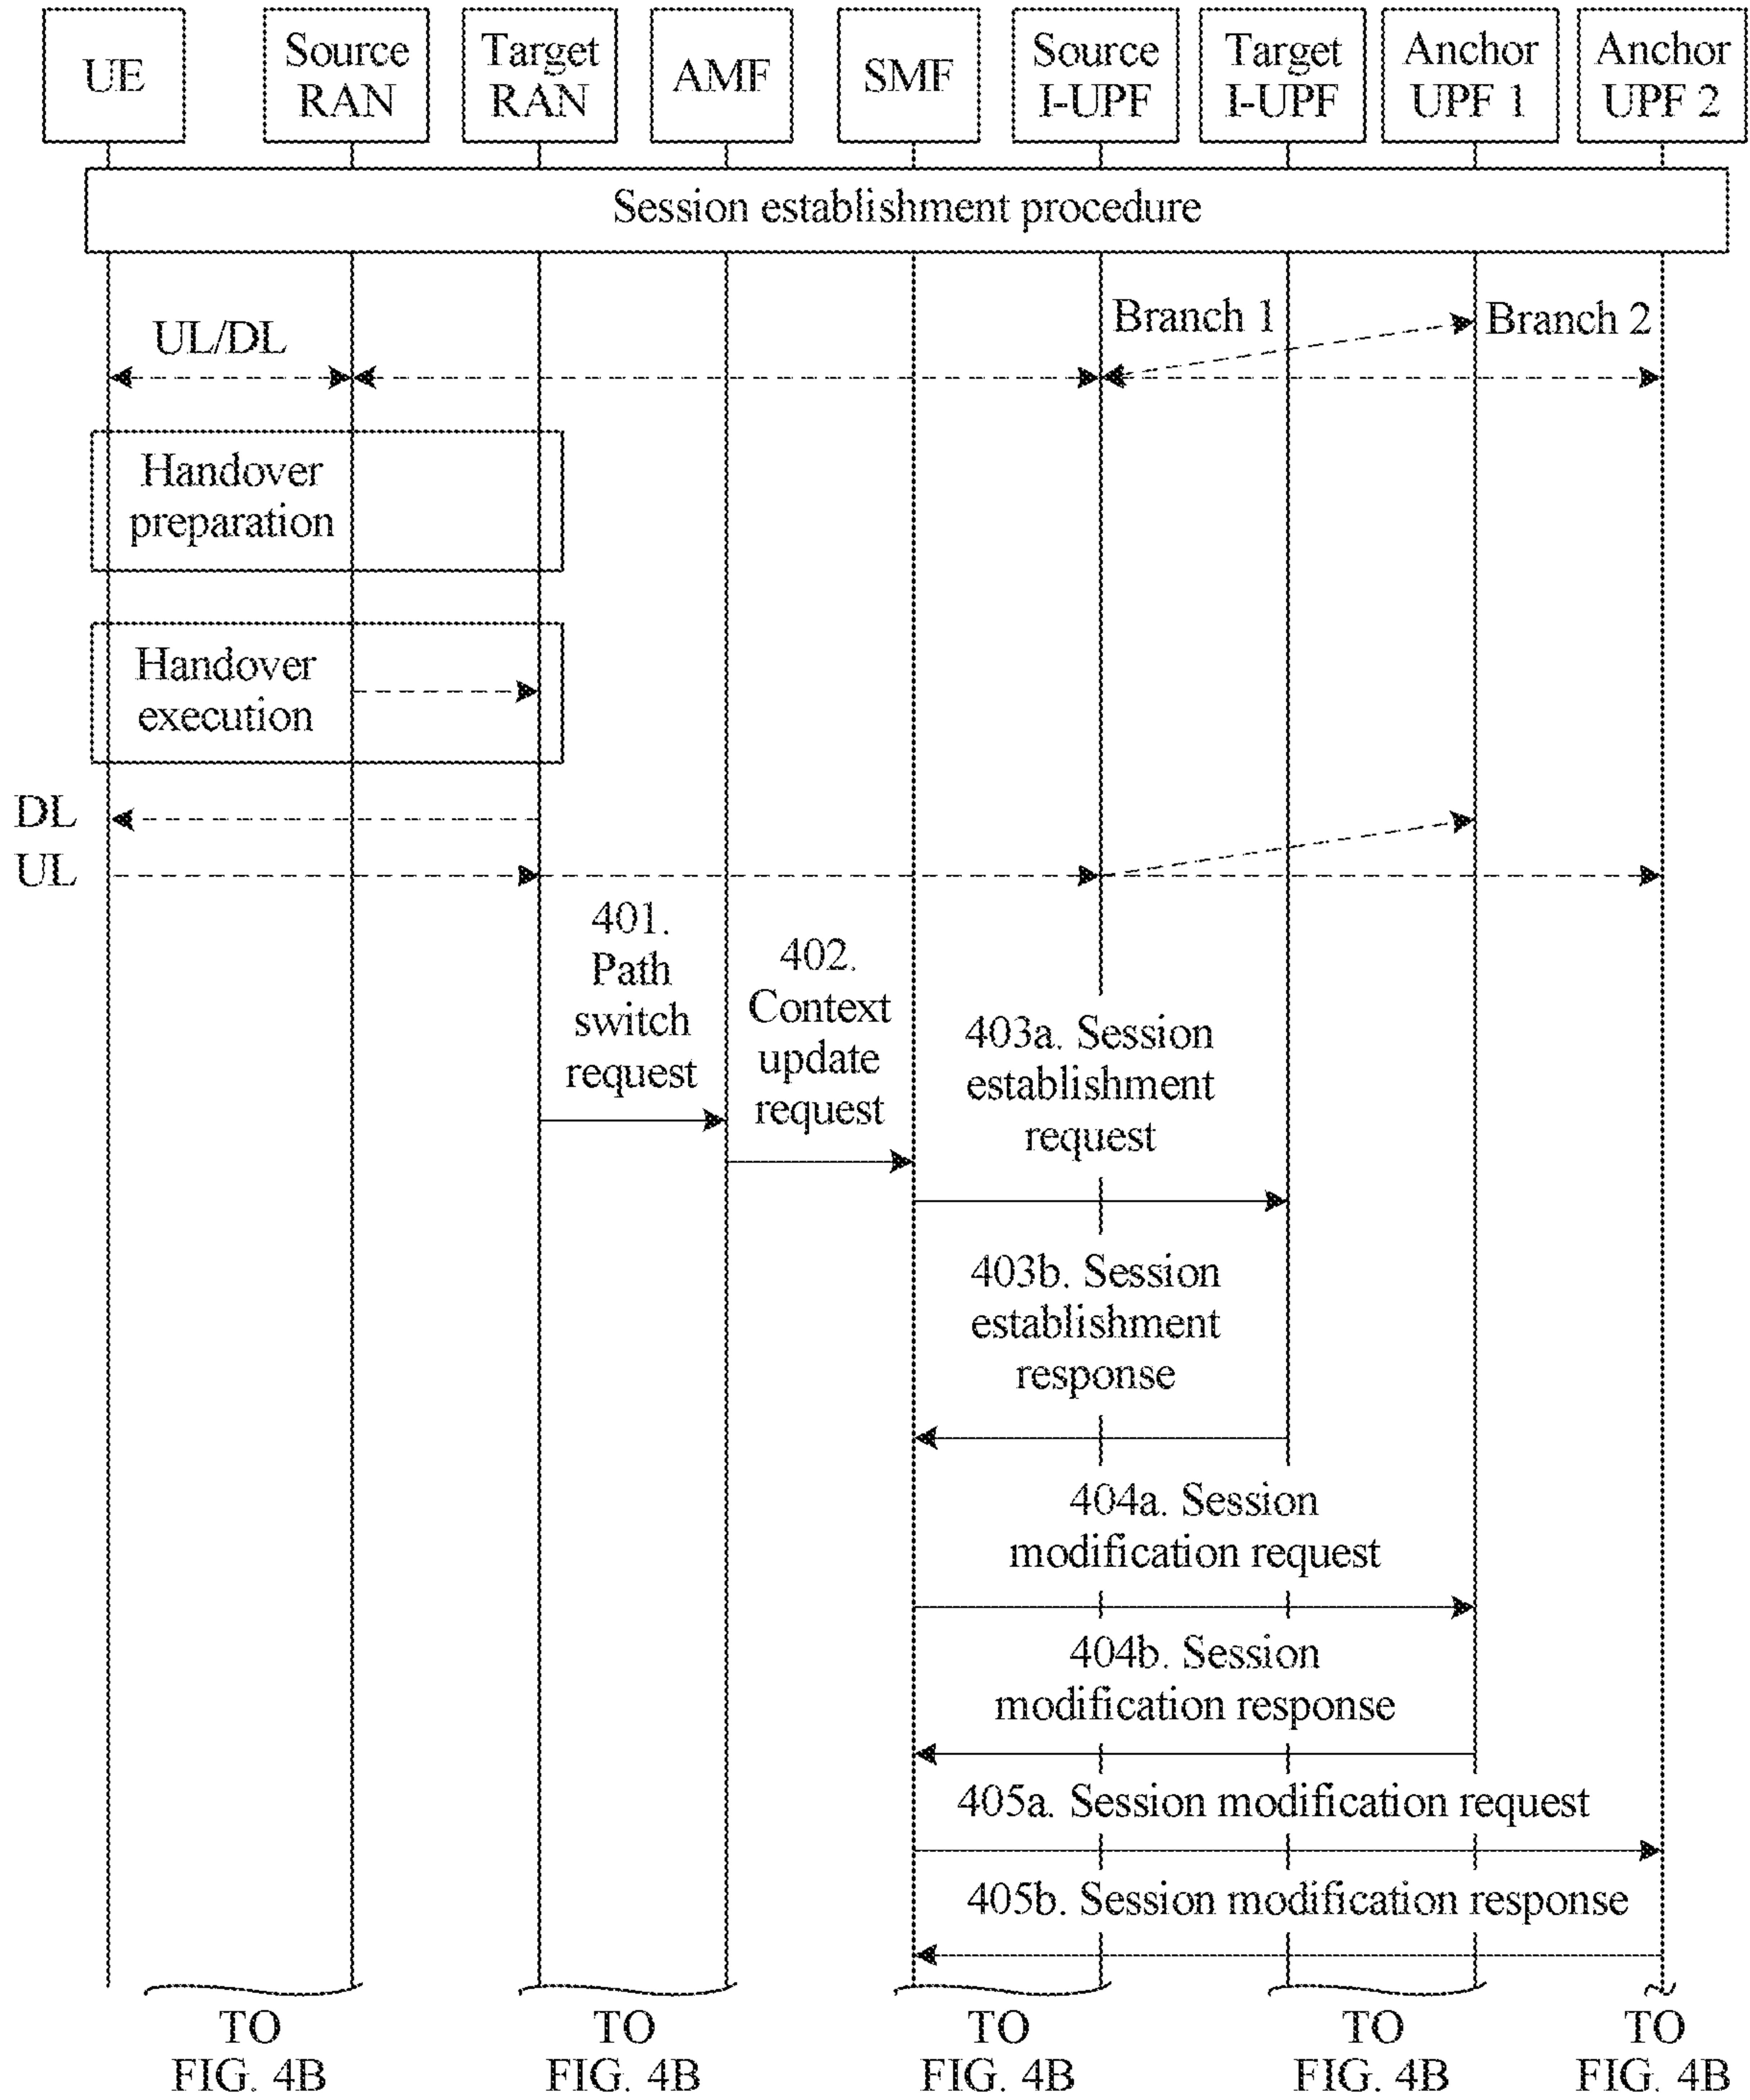 UE
Source
RAN
Target
RAN
AMF
SMF
Source
I-UPF
Target
I-UPF
Anchor
UPF 1
Anchor
UPF 2
Session establishment procedure
UL/DL
Branch 1
Branch 2
Handover
preparation
Handover
execution
DL
UL
401.
Path
switch
request
402.
Context
update
request
403a. Session
establishment
request
403b. Session
establishment
response
404a. Session
modification request
404b. Session
modification response
405a. Session modification request
405b. Session modification response
TO
FIG. 4B
TO
FIG. 4B
TO
FIG. 4B
TO
FIG. 4B
TO
FIG. 4B